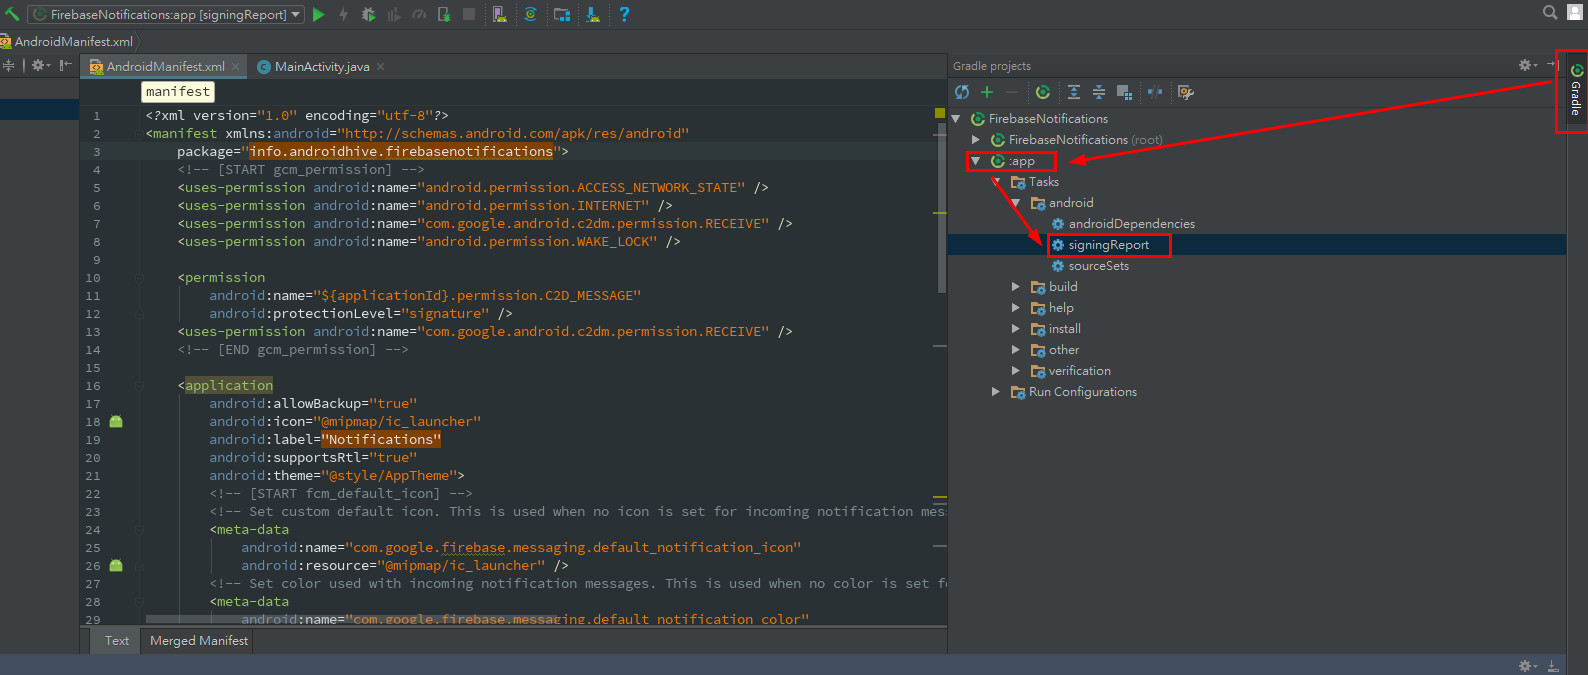 FirebaseNotifications:app [signingReport]
AndroidManifest.xml
AndroidManifest.xml
MainActivity.java
manifest
1 <?xml version="1.0" encoding="utf-8"?>
2 <manifest xmlns:android="http://schemas.android.com/apk/res/android"
3 package="info.androidhive.firebasenotifications">
4 <!-- [START gcm_permission] -->
5 <uses-permission android:name="android.permission.ACCESS_NETWORK_STATE" />
6 <uses-permission android:name="android.permission.INTERNET" />
7 <uses-permission android:name="com.google.android.c2dm.permission.RECEIVE" />
8 <uses-permission android:name="android.permission.WAKE_LOCK" />
9
10 <permission
11 android:name="${applicationId}.permission.C2D_MESSAGE"
12 android:protectionLevel="signature" />
13 <uses-permission android:name="com.google.android.c2dm.permission.RECEIVE" />
14 <!-- [END gcm_permission] -->
15
16 <application
17 android:allowBackup="true"
18 android:icon="@mipmap/ic_launcher"
19 android:label="Notifications"
20 android:supportsRtl="true"
21 android:theme="@style/AppTheme">
22 <!-- [START fcm_default_icon] -->
23 <!-- Set custom default icon. This is used when no icon is set for incoming notification mes
24 <meta-data
25 android:name="com.google.firebase.messaging.default_notification_icon"
26 android:resource="@mipmap/ic_launcher" />
27 <!-- Set color used with incoming notification messages. This is used when no color is set fo
28 <meta-data
29 android:name="com.google.firebase.messaging.default_notification_color"
Text
Merged Manifest
Gradle projects
FirebaseNotifications
FirebaseNotifications (root)
:app
Tasks
android
androidDependencies
signingReport
sourceSets
build
help
install
other
verification
Run Configurations
Gradle